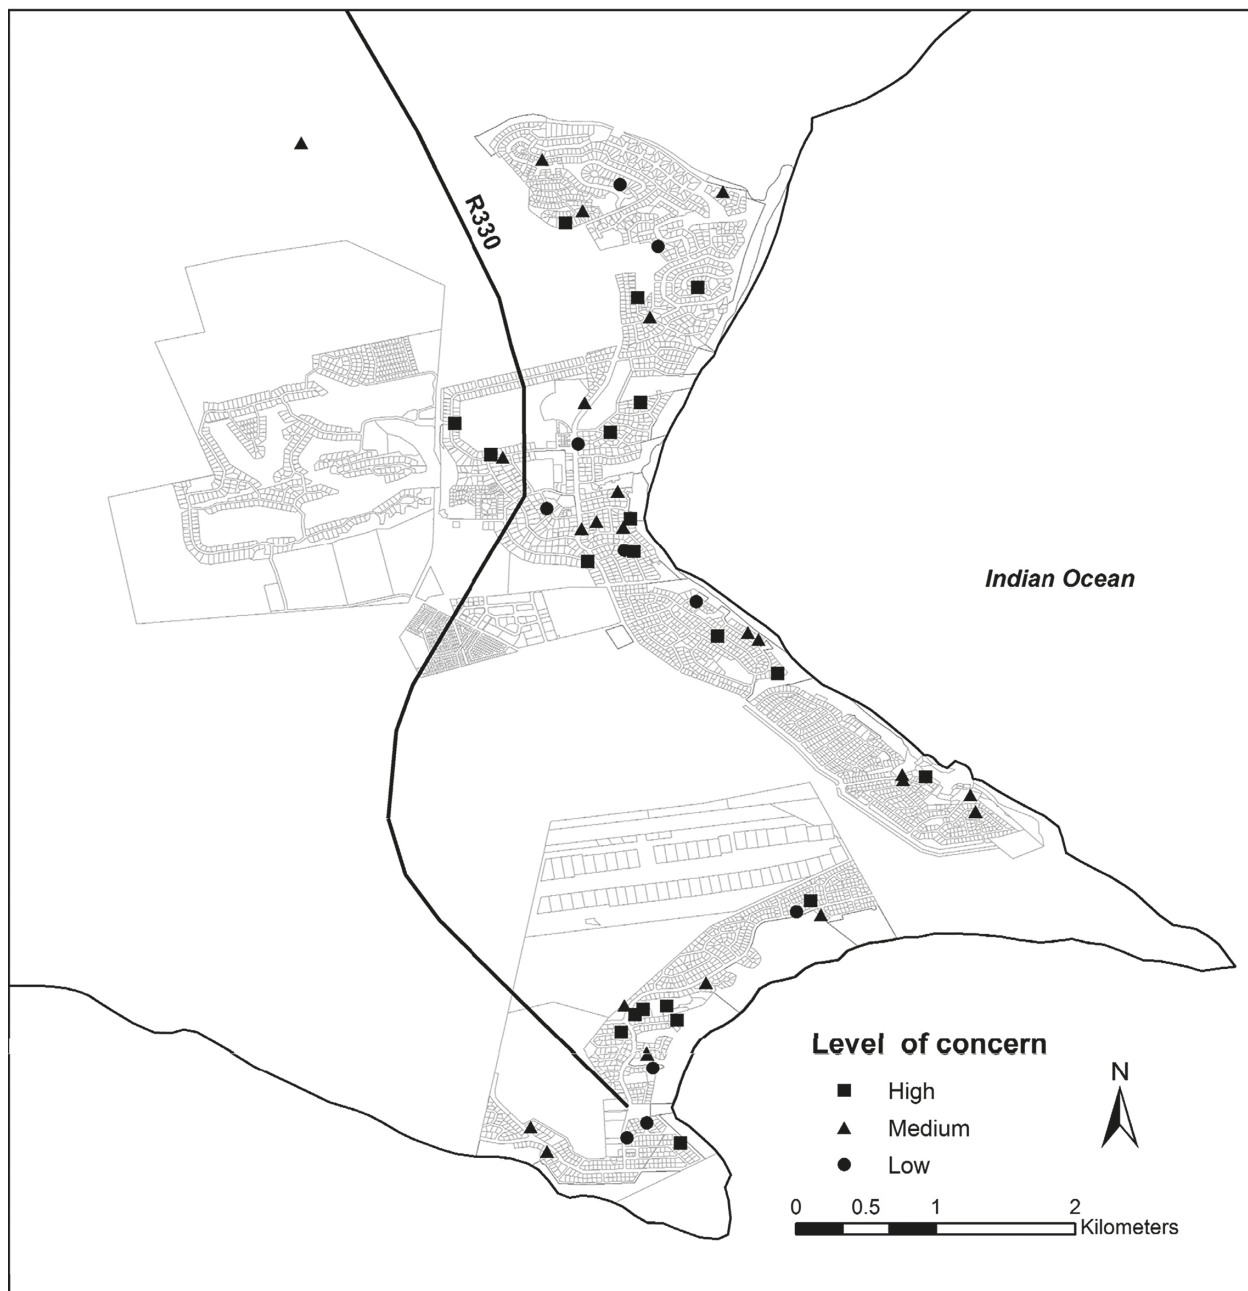 R330
Indian Ocean
Level of concern
High
Medium
Low
N
0 0.5 1 2
Kilometers